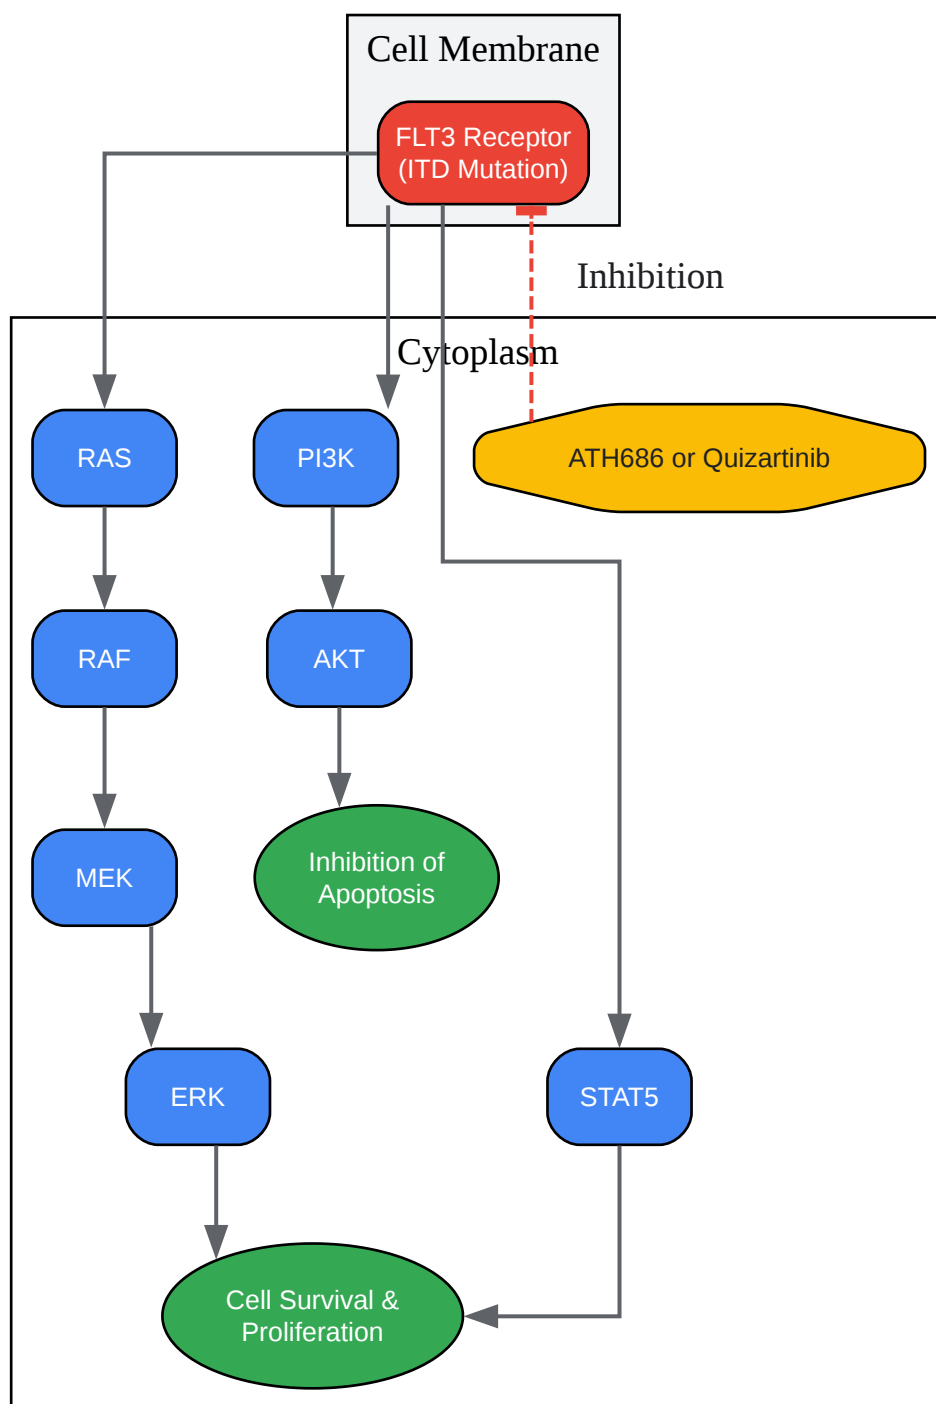 Cell Membrane
FLT3 Receptor
(ITD Mutation)
Inhibition
Cytoplasm
RAS
PI3K
ATH686 or Quizartinib
RAF
AKT
MEK
Inhibition of
Apoptosis
ERK
STAT5
Cell Survival &
Proliferation